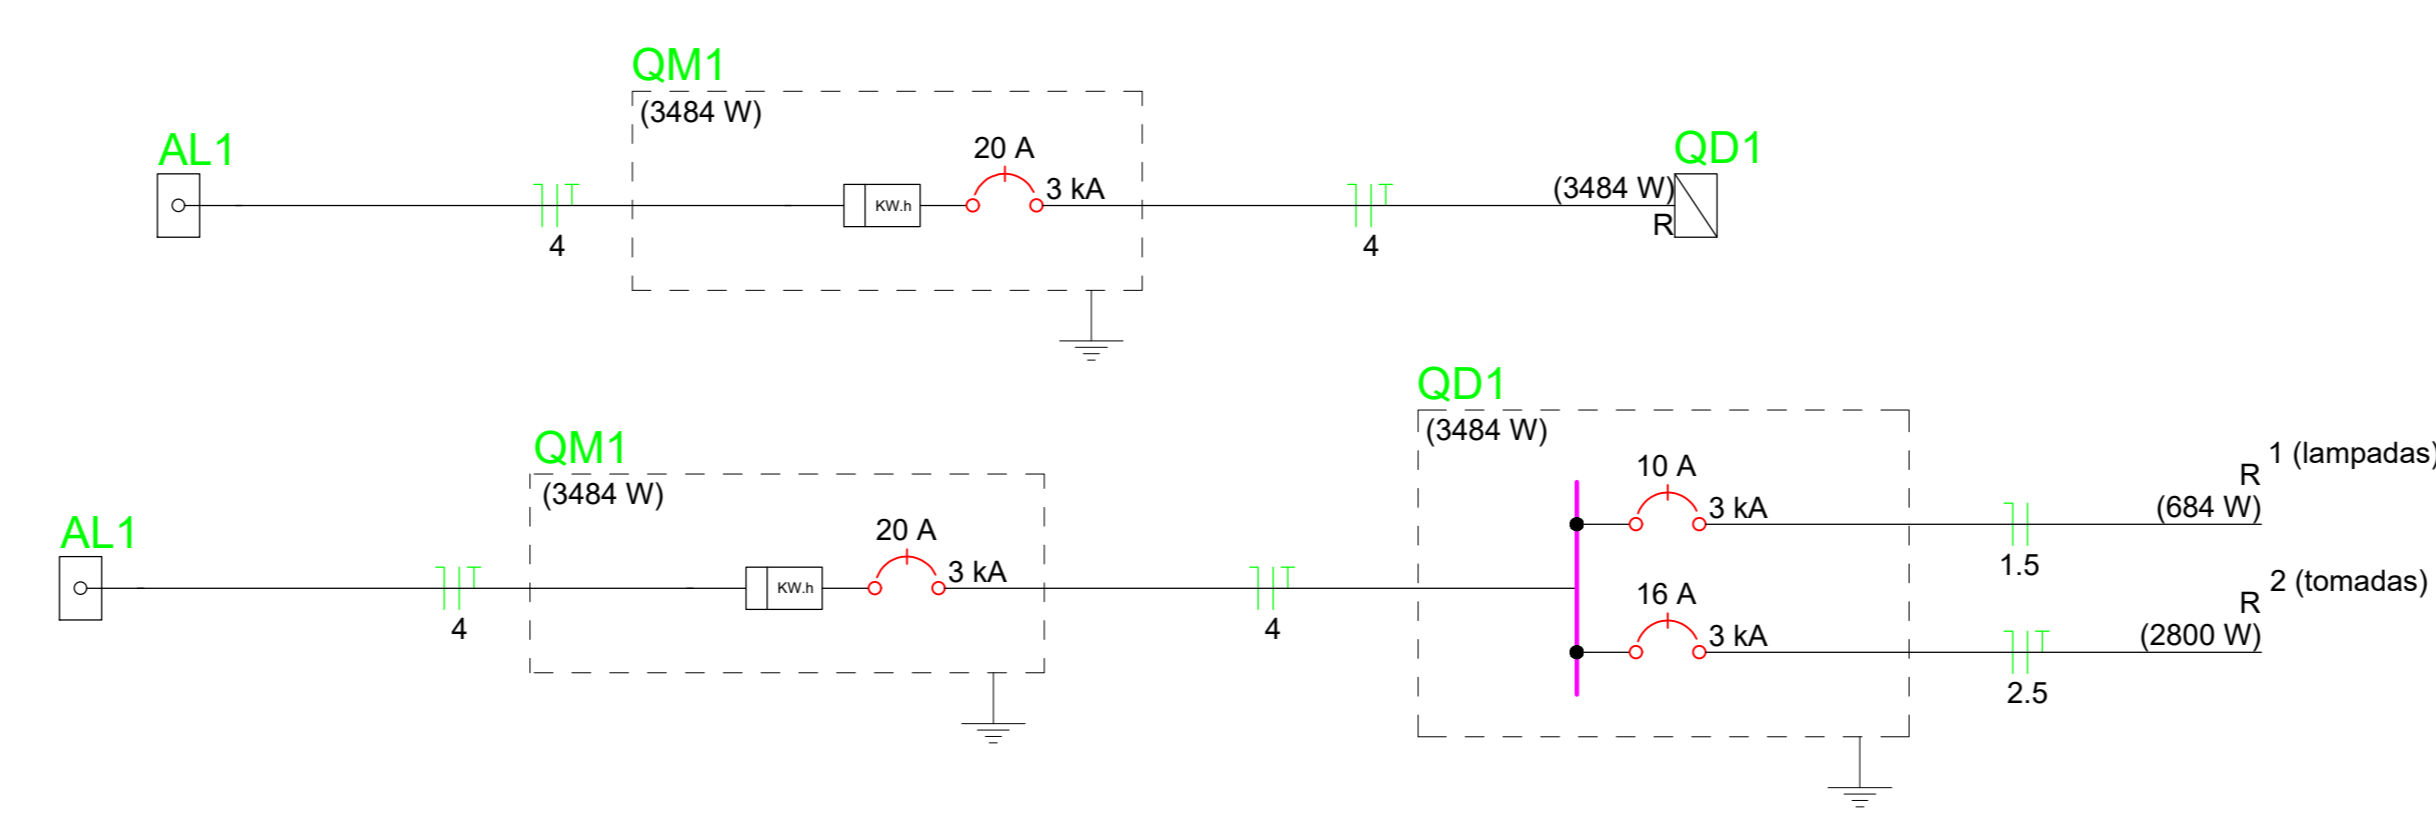 QM1
(3484 W)
AL1
20 A
QD1
KW.h
3 kA
(3484 W)
R
4
4
QD1
(3484 W)
QM1
(3484 W)
10 A
3 kA
1 (lampadas)
R
(684 W)
AL1
20 A
KW.h
3 kA
1.5
4
4
16 A
3 kA
2 (tomadas)
R
(2800 W)
2.5